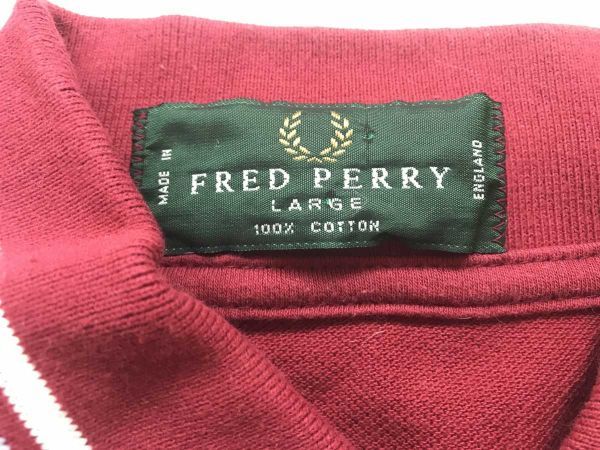 MADE IN
FRED PERRY
LARGE
100% COTTON
ENGLAND